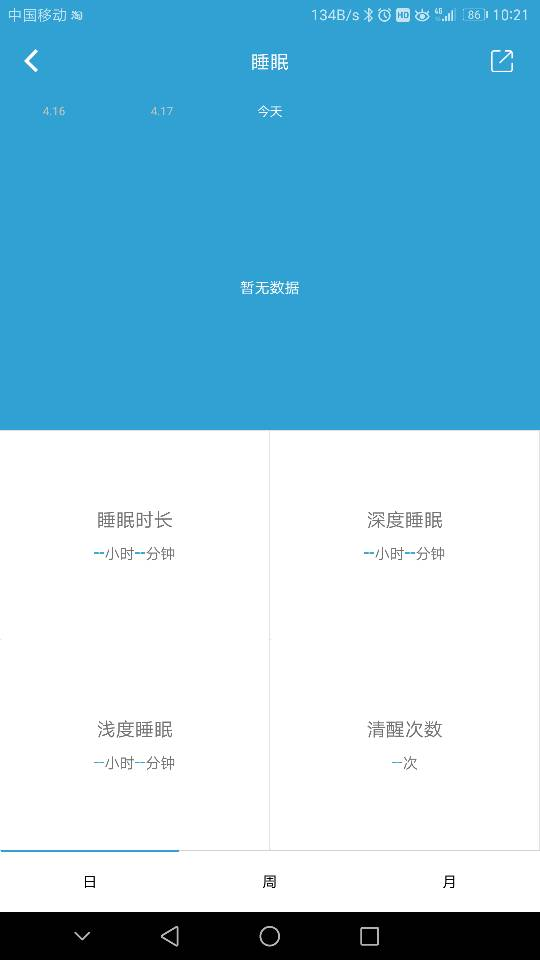 中国移动 134B/s HD 4G 86 10:21
睡眠
4.16 4.17 今天
暂无数据
睡眠时长 深度睡眠
--小时--分钟 --小时--分钟
浅度睡眠 清醒次数
--小时--分钟 --次
日 周 月